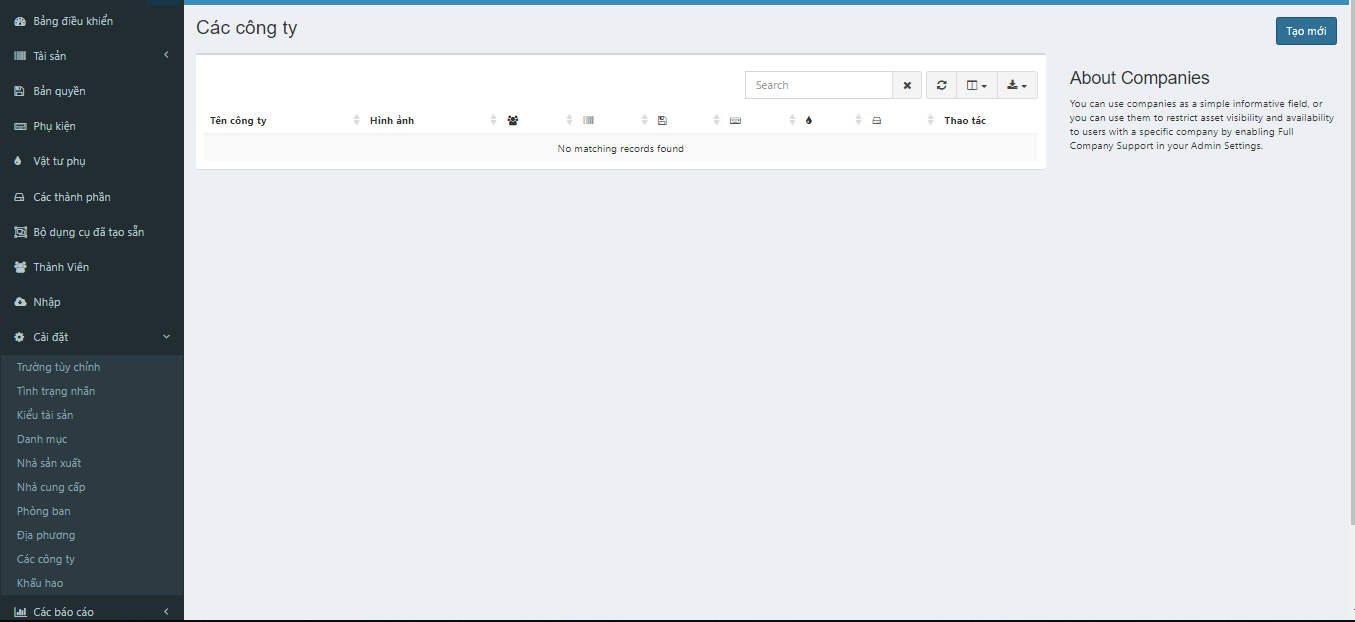 Bảng điều khiển
Tài sản
Bản quyền
Phụ kiện
Vật tư phụ
Các thành phần
Bộ dụng cụ đã tạo sẵn
Thành Viên
Nhập
Cài đặt
Trường tùy chỉnh
Tình trạng nhãn
Kiểu tài sản
Danh mục
Nhà sản xuất
Nhà cung cấp
Phòng ban
Địa phương
Các công ty
Khấu hao
Các báo cáo
Các công ty
Tạo mới
Search
Tên công ty Hình ảnh Thao tác
No matching records found
About Companies
You can use companies as a simple informative field, or
you can use them to restrict asset visibility and availability
to users with a specific company by enabling Full
Company Support in your Admin Settings.